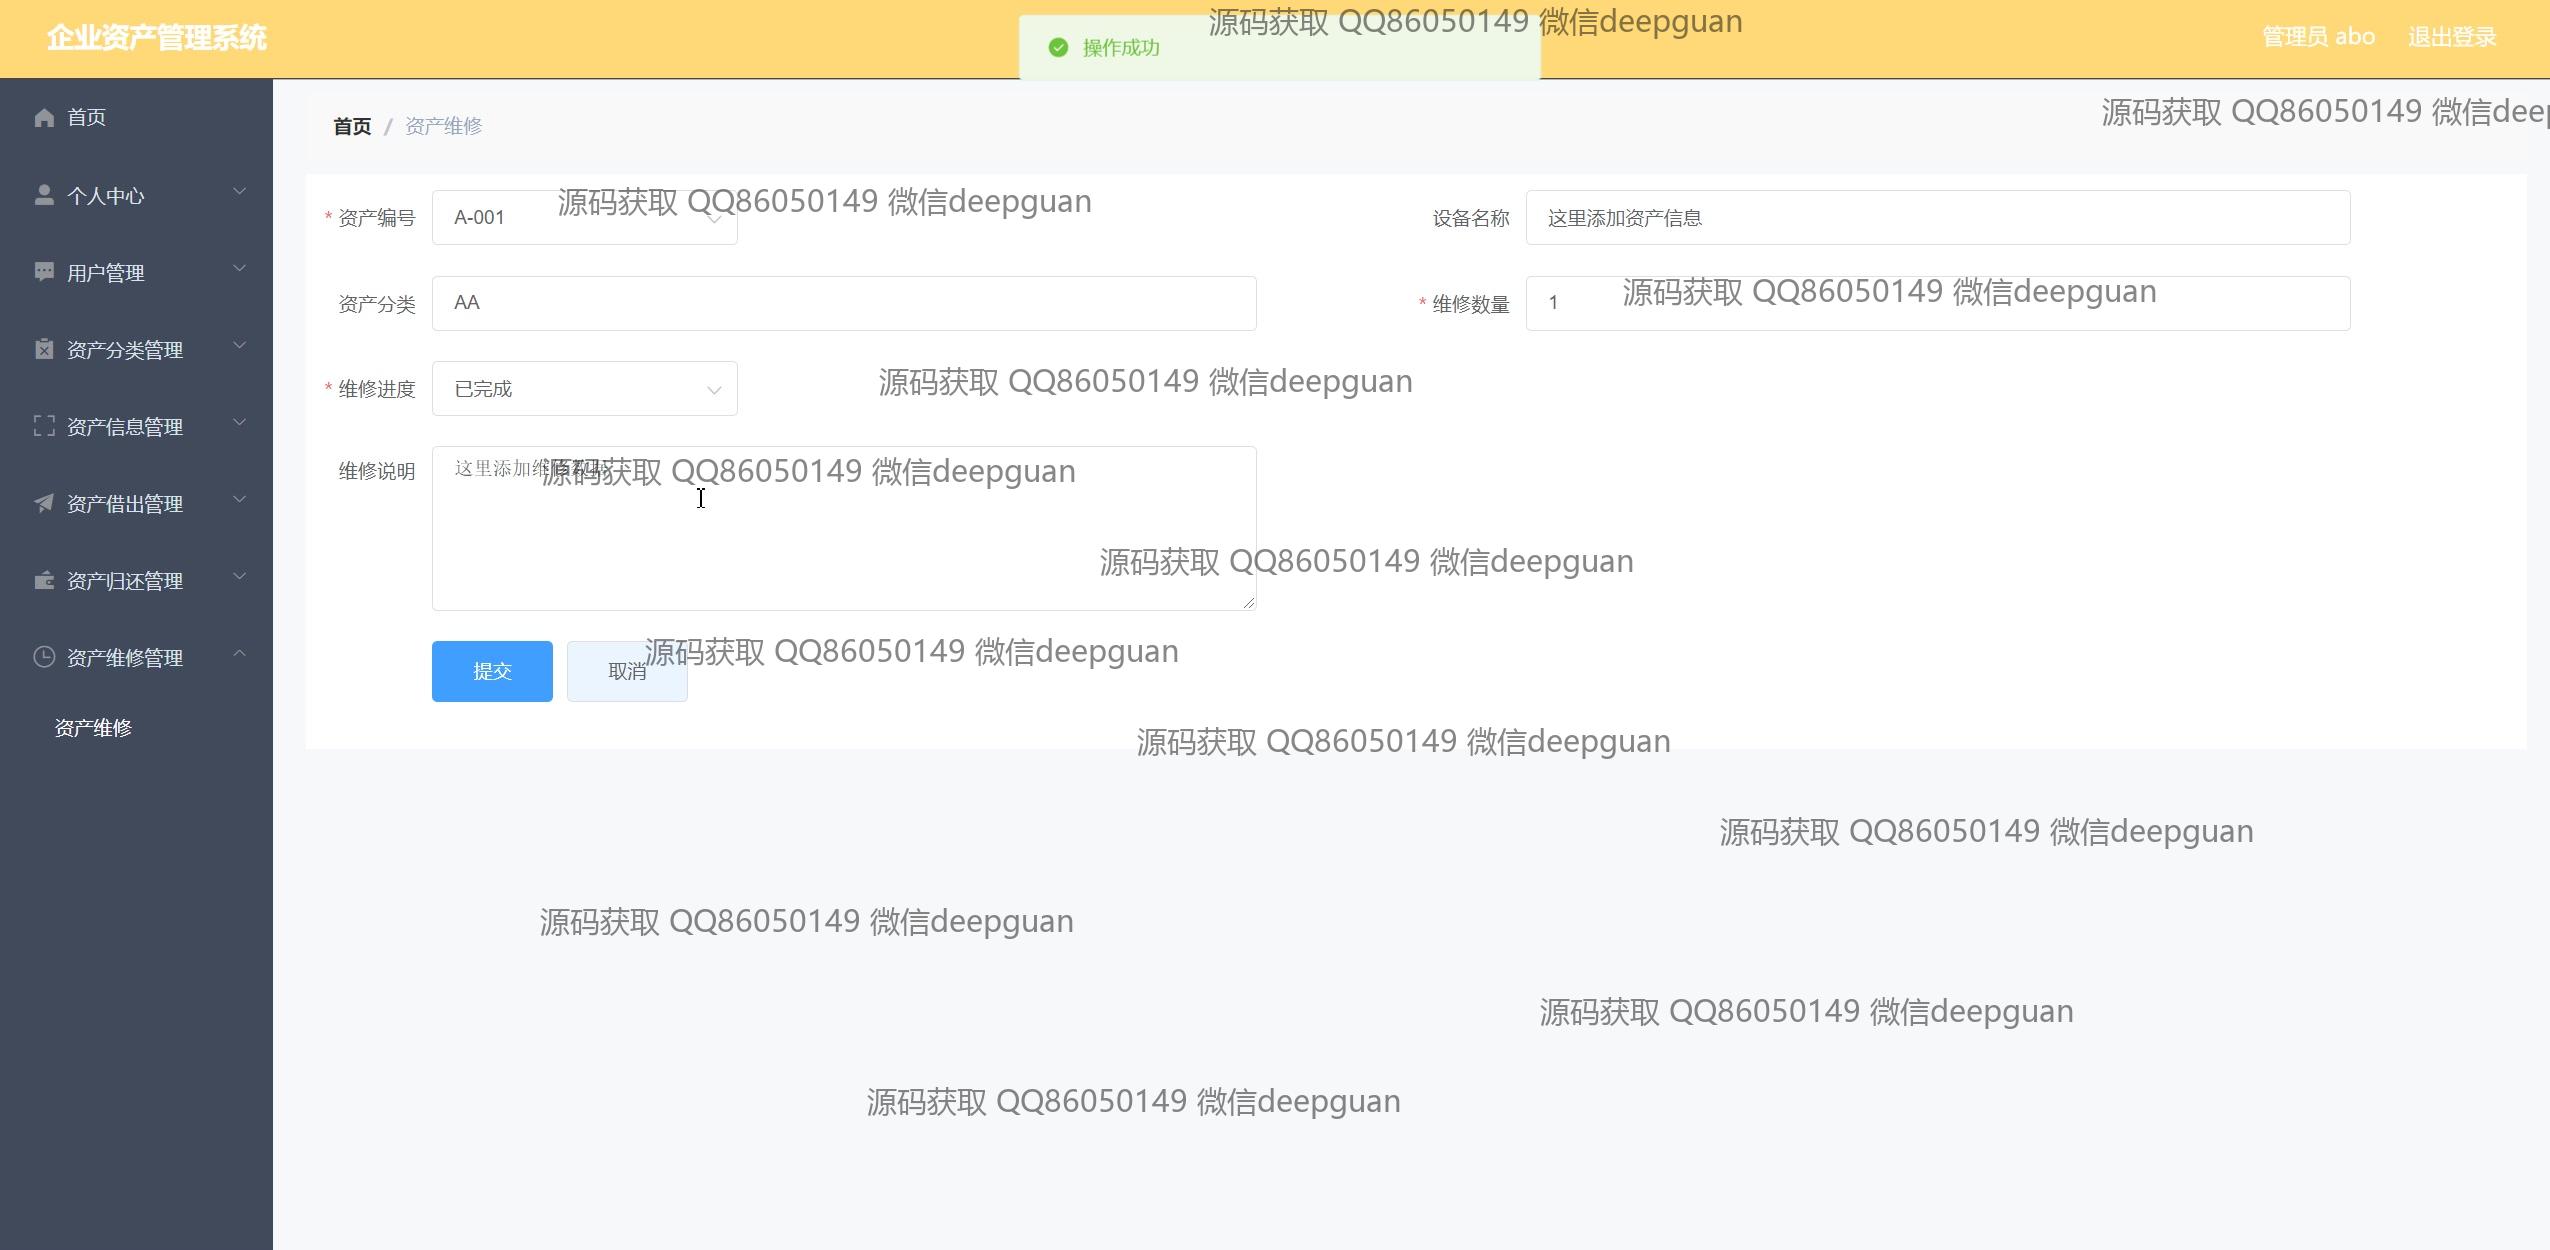 企业资产管理系统
操作成功
源码获取 QQ86050149 微信deepguan
管理员 abo 退出登录
首页
首页 / 资产维修
源码获取 QQ86050149 微信deep
个人中心
* 资产编号 A-001
源码获取 QQ86050149 微信deepguan
设备名称 这里添加资产信息
用户管理
资产分类 AA
* 维修数量 1
源码获取 QQ86050149 微信deepguan
资产分类管理
* 维修进度 已完成
源码获取 QQ86050149 微信deepguan
资产信息管理
维修说明 这里添加维
源码获取 QQ86050149 微信deepguan
资产借出管理
源码获取 QQ86050149 微信deepguan
资产归还管理
资产维修管理
提交 取消
源码获取 QQ86050149 微信deepguan
资产维修
源码获取 QQ86050149 微信deepguan
源码获取 QQ86050149 微信deepguan
源码获取 QQ86050149 微信deepguan
源码获取 QQ86050149 微信deepguan
源码获取 QQ86050149 微信deepguan